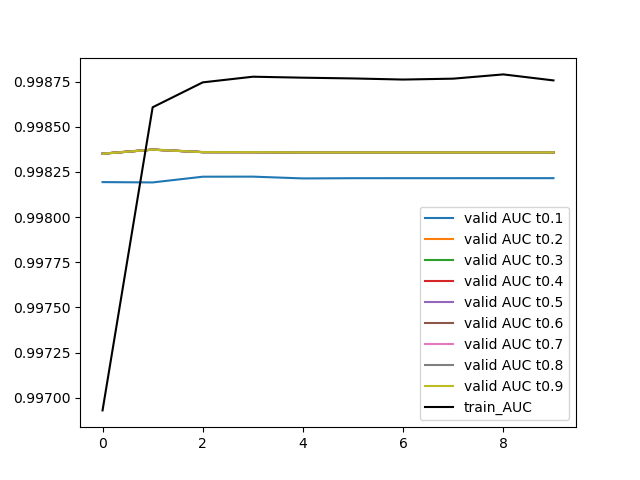 0.99875
0.99850
0.99825
0.99800
0.99775
0.99750
0.99725
0.99700
0
2
4
6
8
valid AUC t0.1
valid AUC t0.2
valid AUC t0.3
valid AUC t0.4
valid AUC t0.5
valid AUC t0.6
valid AUC t0.7
valid AUC t0.8
valid AUC t0.9
train_AUC